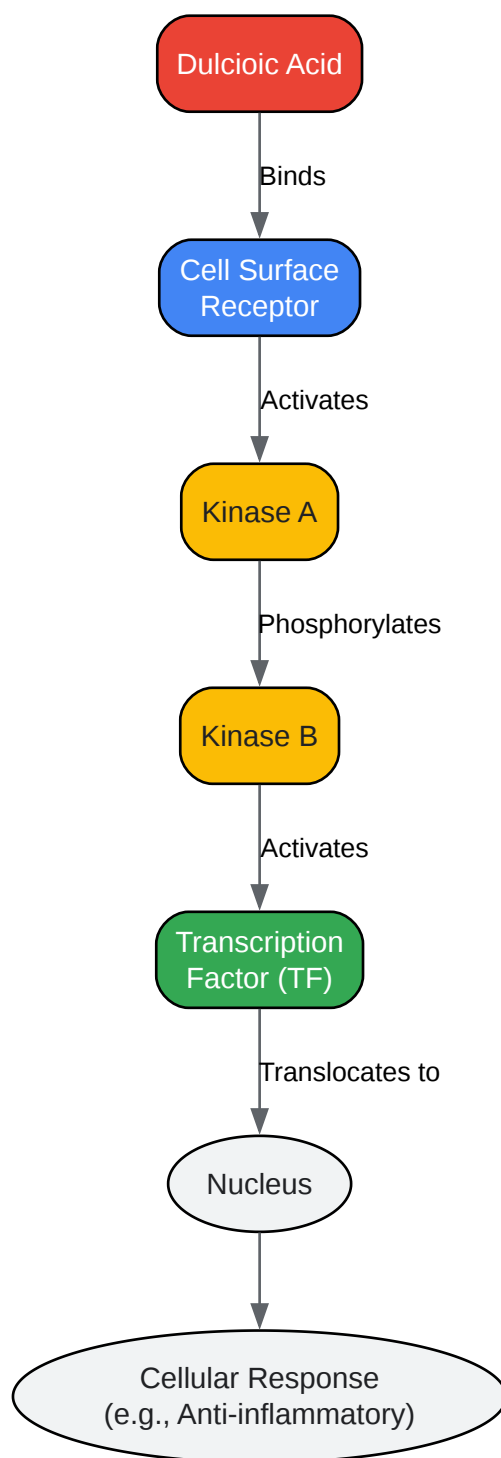 Dulcioic Acid
Binds
Cell Surface
Receptor
Activates
Kinase A
Phosphorylates
Kinase B
Activates
Transcription
Factor (TF)
Translocates to
Nucleus
Cellular Response
(e.g., Anti-inflammatory)